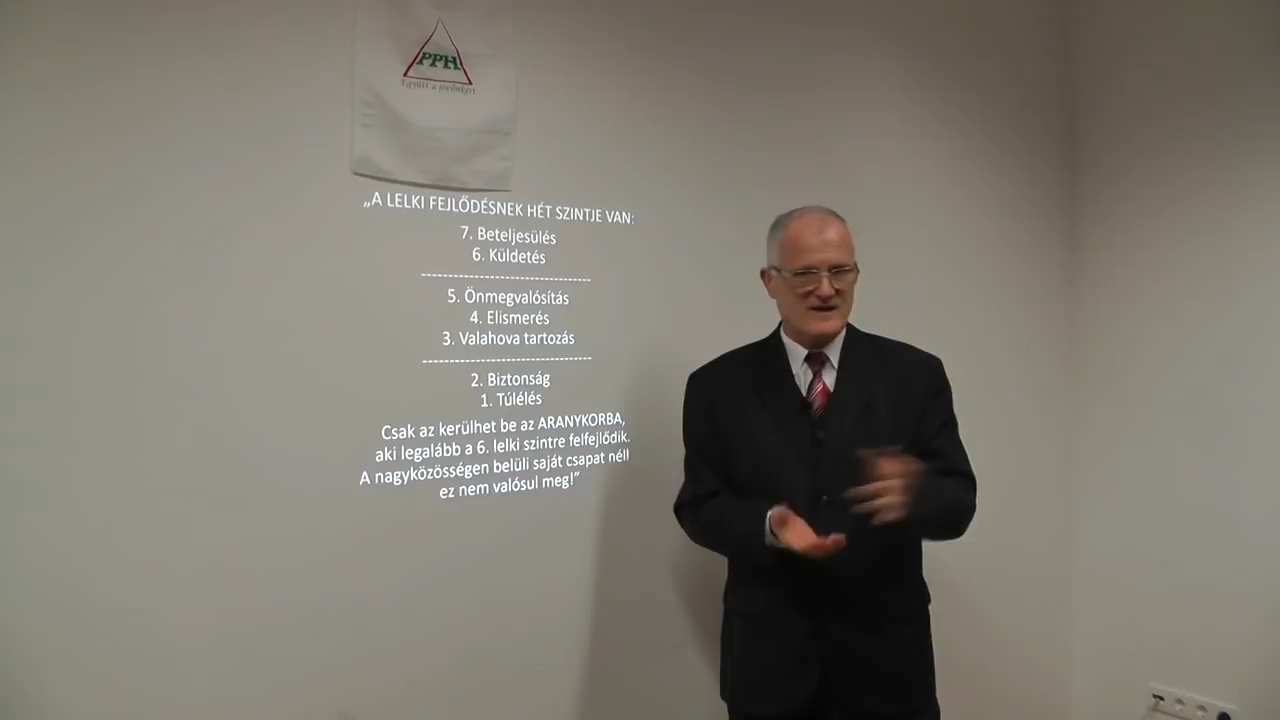 PPH
Együtt a jövőnkért
„A LELKI FEJLŐDÉSNEK HÉT SZINTJE VAN:
7. Beteljesülés
6. Küldetés
-----------------------------------
5. Önmegvalósítás
4. Elismerés
3. Valahova tartozás
-----------------------------------
2. Biztonság
1. Túlélés
Csak az kerülhet be az ARANYKORBA,
aki legalább a 6. lelki szintre felfejlődik.
A nagyközösségen belüli saját csapat néll
ez nem valósul meg!”